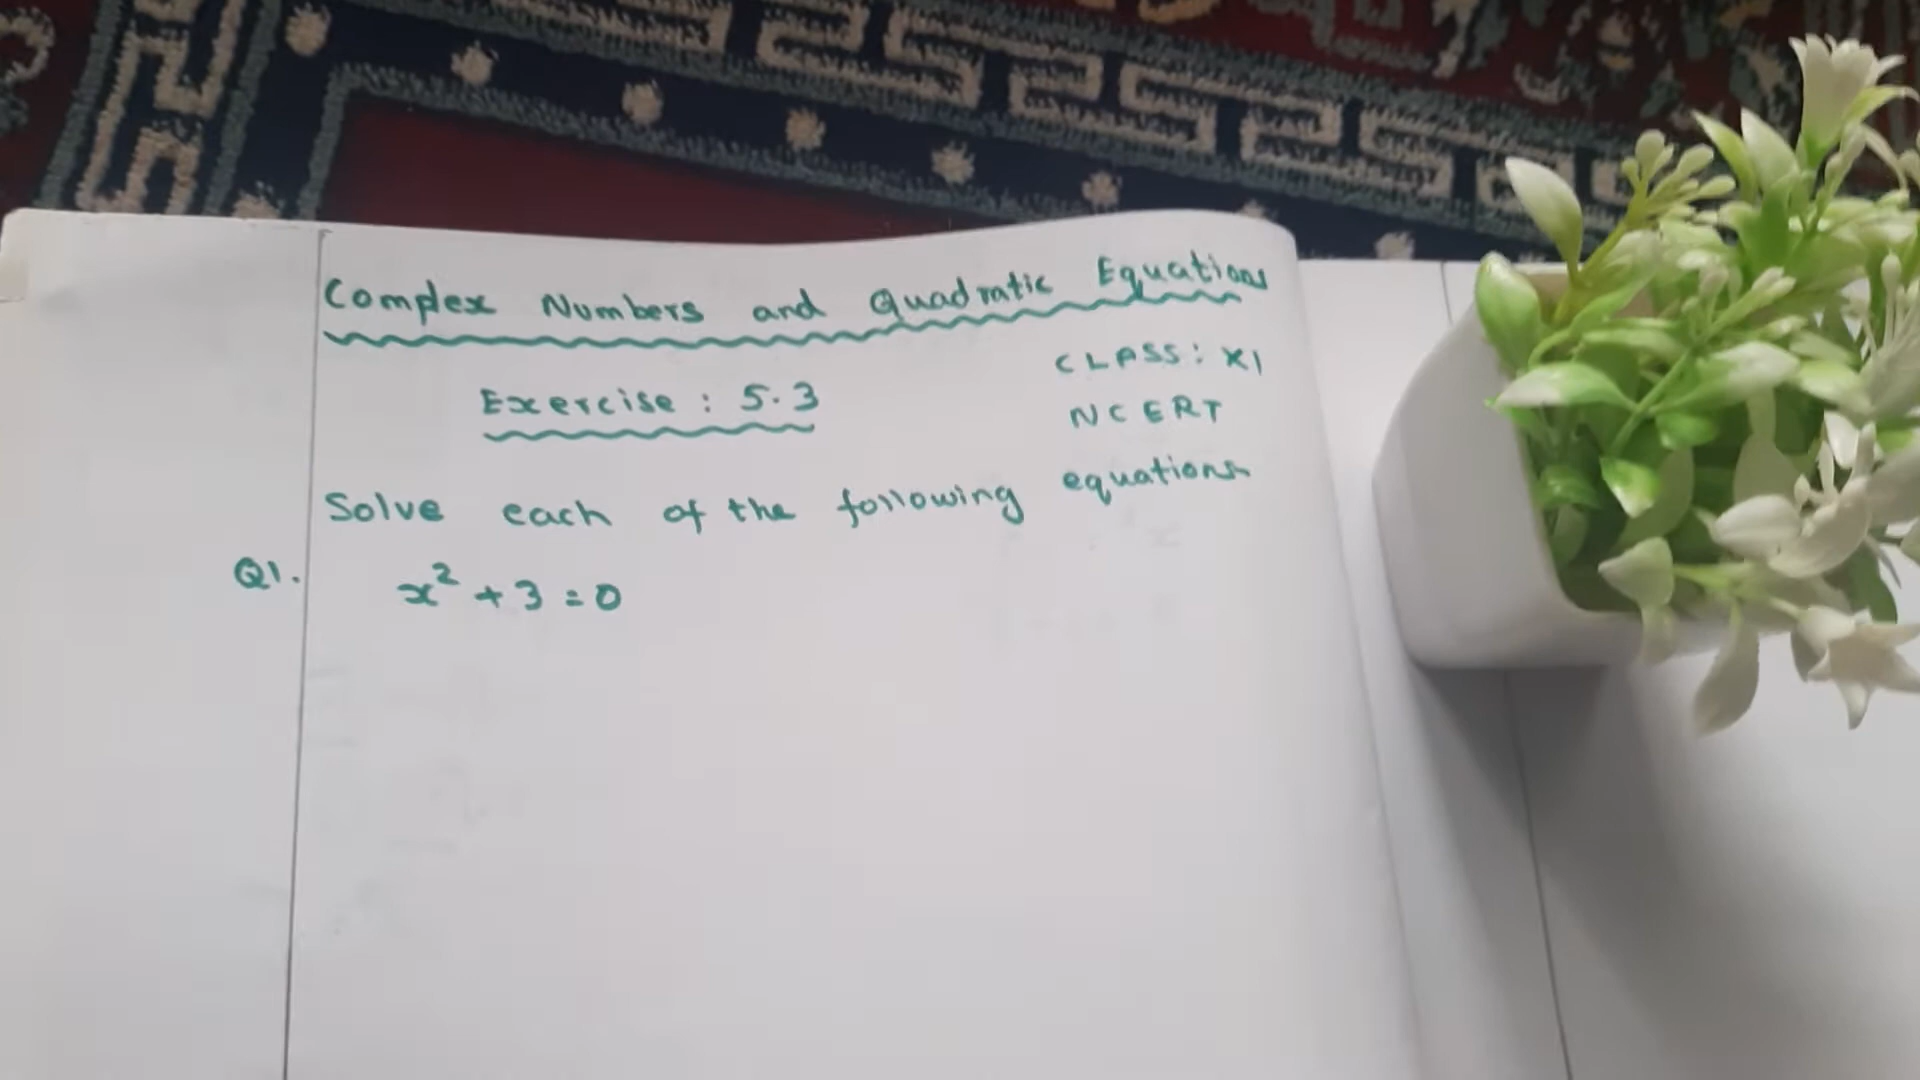 Complex Numbers and Quadratic Equations
Exercise : 5.3
CLASS: XI
NCERT
Solve each of the following equations
Q1. x² + 3 = 0